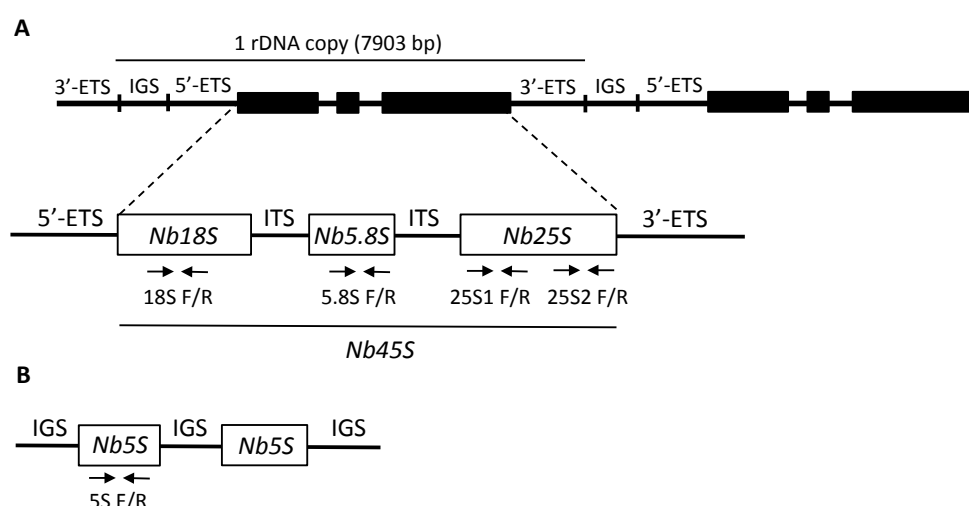 A
1 rDNA copy (7903 bp)
3’-ETS IGS 5’-ETS 3’-ETS IGS 5’-ETS
5’-ETS Nb18S ITS Nb5.8S ITS Nb25S 3’-ETS
18S F/R 5.8S F/R 25S1 F/R 25S2 F/R
Nb45S
B
IGS Nb5S IGS Nb5S IGS
5S F/R